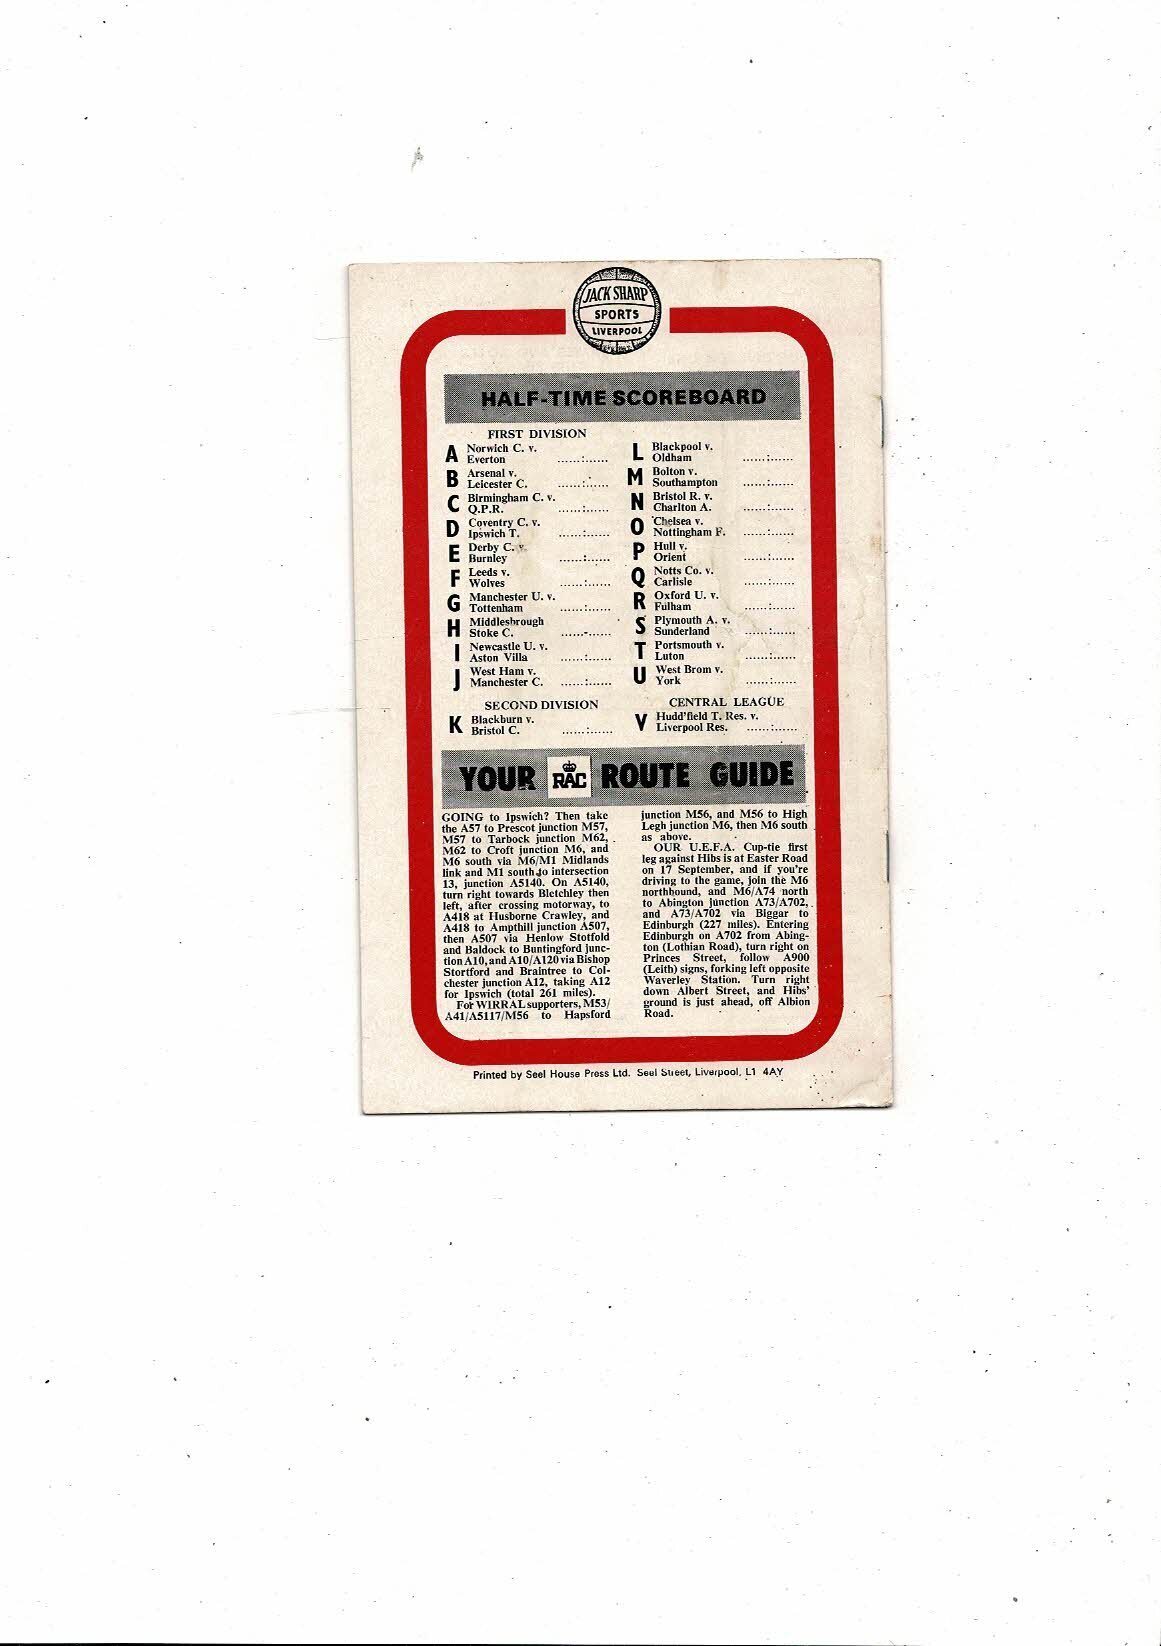 JACK SHARP
SPORTS
LIVERPOOL
HALF-TIME SCOREBOARD
FIRST DIVISION
A Norwich C. v.
Everton ......:......
B Arsenal v.
Leicester C. ......:......
C Birmingham C. v.
Q.P.R. ......:......
D Coventry C. v.
Ipswich T. ......:......
E Derby C. v.
Burnley ......:......
F Leeds v.
Wolves ......:......
G Manchester U. v.
Tottenham ......:......
H Middlesbrough
Stoke C. ......-......
I Newcastle U. v.
Aston Villa ......:......
J West Ham v.
Manchester C. ......:......
SECOND DIVISION
K Blackburn v.
Bristol C. ......:......
L Blackpool v.
Oldham ......:......
M Bolton v.
Southampton ......:......
N Bristol R. v.
Charlton A. ......:......
O Chelsea v.
Nottingham F. ......:......
P Hull v.
Orient ......:......
Q Notts Co. v.
Carlisle ......:......
R Oxford U. v.
Fulham ......:......
S Plymouth A. v.
Sunderland ......:......
T Portsmouth v.
Luton ......:......
U West Brom v.
York ......:......
CENTRAL LEAGUE
V Hudd'field T. Res. v.
Liverpool Res. ......:......
YOUR RAC ROUTE GUIDE
GOING to Ipswich? Then take
the A57 to Prescot junction M57,
M57 to Tarbock junction M62,
M62 to Croft junction M6, and
M6 south via M6/M1 Midlands
link and M1 south to intersection
13, junction A5140. On A5140,
turn right towards Bletchley then
left, after crossing motorway, to
A418 at Husborne Crawley, and
A418 to Ampthill junction A507,
then A507 via Henlow Stotfold
and Baldock to Buntingford junc-
tion A10, and A10/A120 via Bishop
Stortford and Braintree to Col-
chester junction A12, taking A12
for Ipswich (total 261 miles).
For WIRRAL supporters, M53/
A41/A5117/M56 to Hapsford
junction M56, and M56 to High
Legh junction M6, then M6 south
as above.
OUR U.E.F.A. Cup-tie first
leg against Hibs is at Easter Road
on 17 September, and if you're
driving to the game, join the M6
northbound, and M6/A74 north
to Abington junction A73/A702,
and A73/A702 via Biggar to
Edinburgh (227 miles). Entering
Edinburgh on A702 from Abing-
ton (Lothian Road), turn right on
Princes Street, follow A900
(Leith) signs, forking left opposite
Waverley Station. Turn right
down Albert Street, and Hibs'
ground is just ahead, off Albion
Road.
Printed by Seel House Press Ltd. Seel Street, Liverpool, L1 4AY